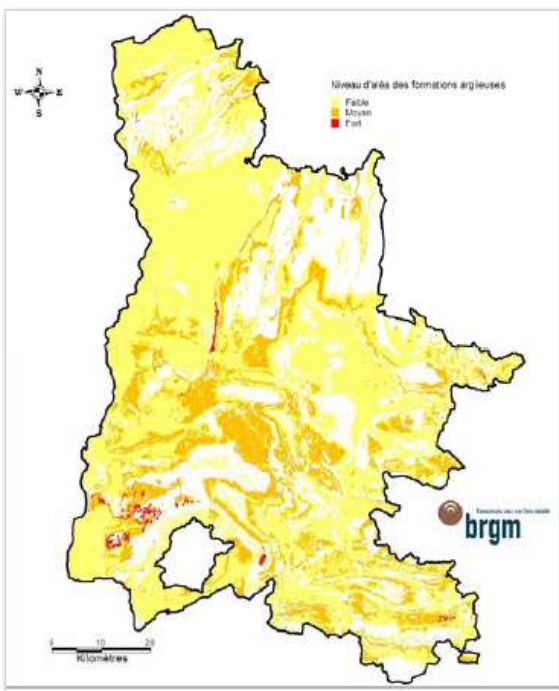 N
W E
S
Niveau d'aléa des formations argileuses
Faible
Moyen
Fort
brgm
0 10 20
Kilomètres